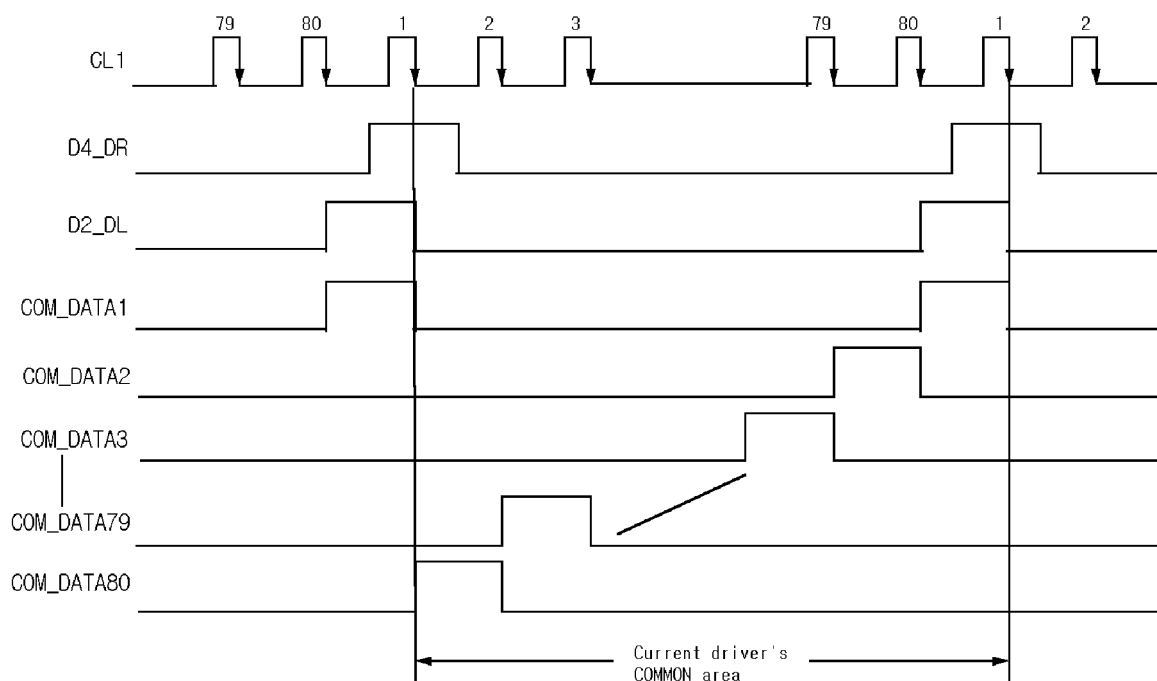 79 80 1 2 3 79 80 1 2
CL1
D4_DR
D2_DL
COM_DATA1
COM_DATA2
COM_DATA3
COM_DATA79
COM_DATA80
Current driver's
COMMON area